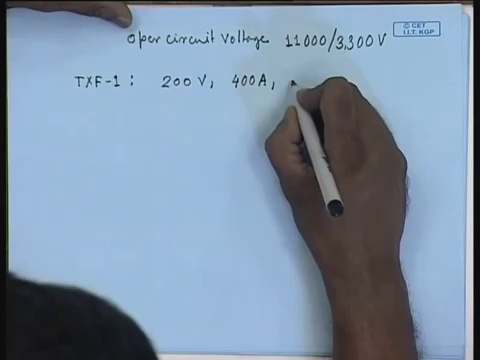 © CET
I.I.T. KGP
Open circuit Voltage 11000/3,300 V
TXF-1 : 200 V, 400A,